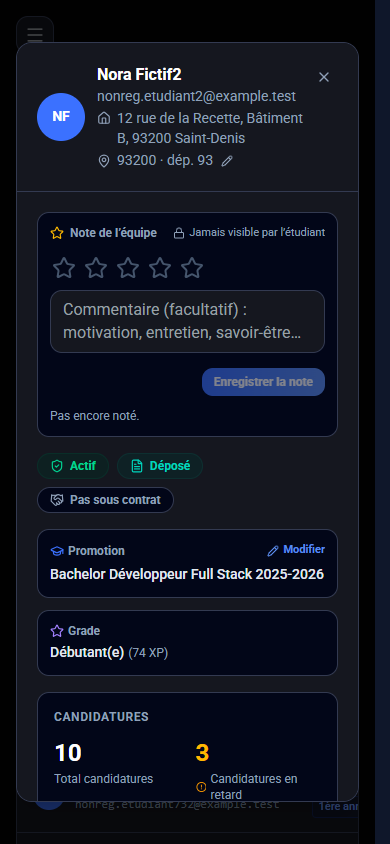 Nora Fictif2
nonreg.etudiant2@example.test
NF
12 rue de la Recette, Bâtiment
B, 93200 Saint-Denis
93200 · dép. 93
Note de l'équipe
Jamais visible par l'étudiant
Commentaire (facultatif) :
motivation, entretien, savoir-être...
Enregistrer la note
Pas encore noté.
Actif
Déposé
Pas sous contrat
Promotion
Modifier
Bachelor Développeur Full Stack 2025-2026
Grade
Débutant(e) (74 XP)
CANDIDATURES
10
3
Total candidatures
Candidatures en
retard
nonreg.etudiant732@example.test
1ère ann